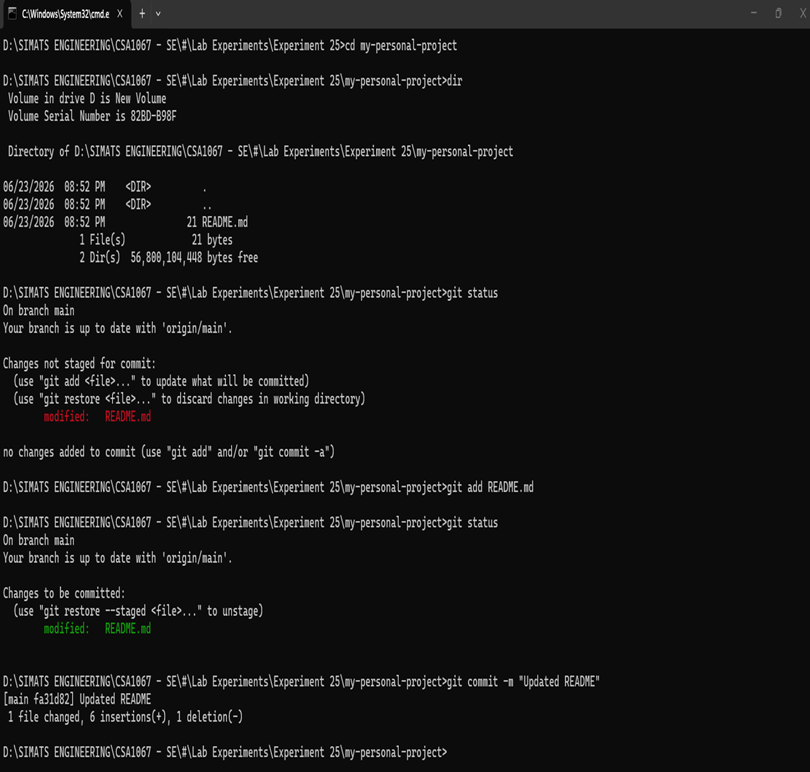 C:\Windows\System32\cmd.e X + ⌄
D:\SIMATS ENGINEERING\CSA1067 - SE\#\Lab Experiments\Experiment 25>cd my-personal-project
D:\SIMATS ENGINEERING\CSA1067 - SE\#\Lab Experiments\Experiment 25\my-personal-project>dir
 Volume in drive D is New Volume
 Volume Serial Number is 82BD-B98F
 Directory of D:\SIMATS ENGINEERING\CSA1067 - SE\#\Lab Experiments\Experiment 25\my-personal-project
06/23/2026  08:52 PM    <DIR>          .
06/23/2026  08:52 PM    <DIR>          ..
06/23/2026  08:52 PM                21 README.md
               1 File(s)             21 bytes
               2 Dir(s)  56,800,104,448 bytes free
D:\SIMATS ENGINEERING\CSA1067 - SE\#\Lab Experiments\Experiment 25\my-personal-project>git status
On branch main
Your branch is up to date with 'origin/main'.
Changes not staged for commit:
  (use "git add <file>..." to update what will be committed)
  (use "git restore <file>..." to discard changes in working directory)
        modified:   README.md
no changes added to commit (use "git add" and/or "git commit -a")
D:\SIMATS ENGINEERING\CSA1067 - SE\#\Lab Experiments\Experiment 25\my-personal-project>git add README.md
D:\SIMATS ENGINEERING\CSA1067 - SE\#\Lab Experiments\Experiment 25\my-personal-project>git status
On branch main
Your branch is up to date with 'origin/main'.
Changes to be committed:
  (use "git restore --staged <file>..." to unstage)
        modified:   README.md
D:\SIMATS ENGINEERING\CSA1067 - SE\#\Lab Experiments\Experiment 25\my-personal-project>git commit -m "Updated README"
[main fa31d82] Updated README
 1 file changed, 6 insertions(+), 1 deletion(-)
D:\SIMATS ENGINEERING\CSA1067 - SE\#\Lab Experiments\Experiment 25\my-personal-project>